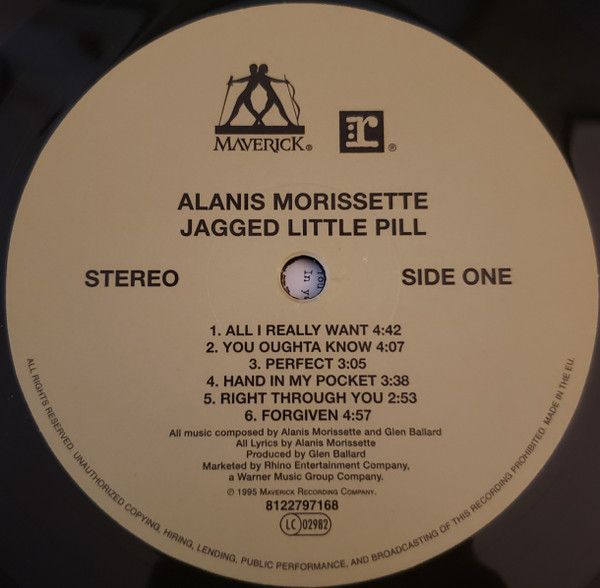 MAVERICK®
r®
ALANIS MORISSETTE
JAGGED LITTLE PILL
STEREO
SIDE ONE
1. ALL I REALLY WANT 4:42
2. YOU OUGHTA KNOW 4:07
3. PERFECT 3:05
4. HAND IN MY POCKET 3:38
5. RIGHT THROUGH YOU 2:53
6. FORGIVEN 4:57
All music composed by Alanis Morissette and Glen Ballard
All Lyrics by Alanis Morissette
Produced by Glen Ballard
Marketed by Rhino Entertainment Company,
a Warner Music Group Company.
℗ 1995 MAVERICK RECORDING COMPANY.
8122797168
LC 02982
ALL RIGHTS RESERVED. UNAUTHORIZED COPYING, HIRING, LENDING, PUBLIC PERFORMANCE, AND BROADCASTING OF THIS RECORDING PROHIBITED. MADE IN THE EU.